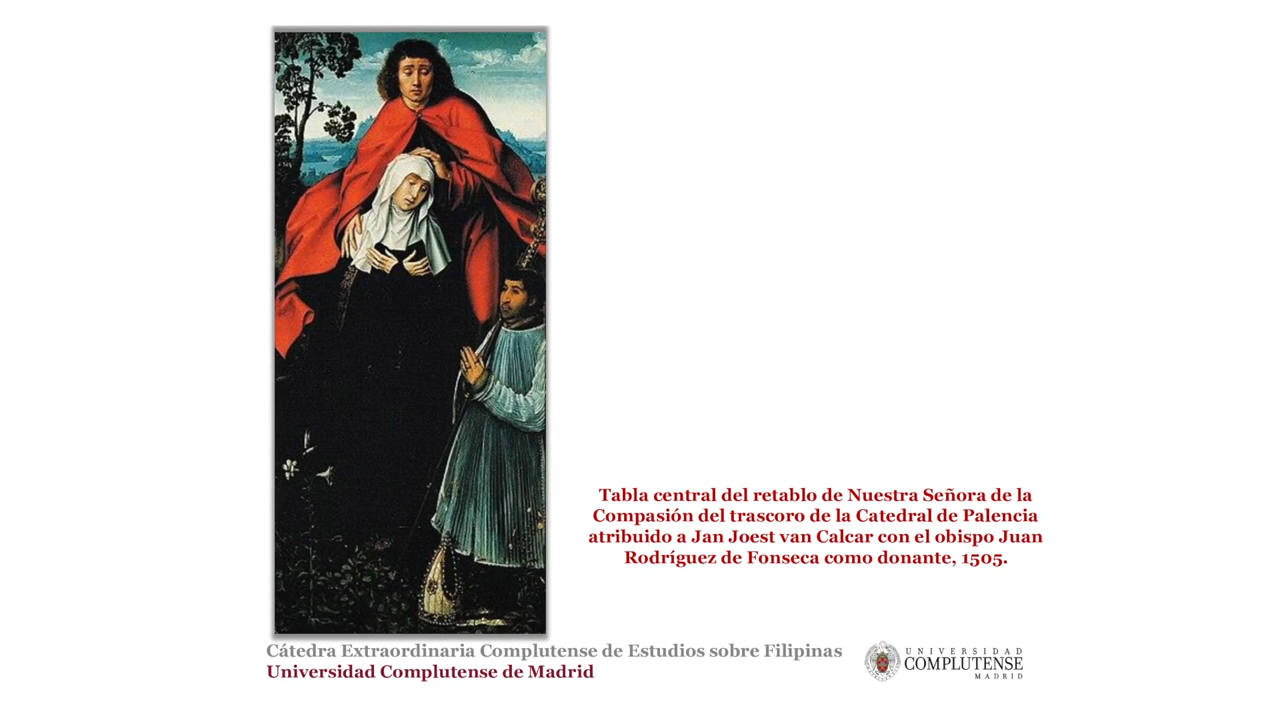 Tabla central del retablo de Nuestra Señora de la
Compasión del trascoro de la Catedral de Palencia
atribuido a Jan Joest van Calcar con el obispo Juan
Rodríguez de Fonseca como donante, 1505.
Cátedra Extraordinaria Complutense de Estudios sobre Filipinas
Universidad Complutense de Madrid
UNIVERSIDAD
COMPLUTENSE
MADRID